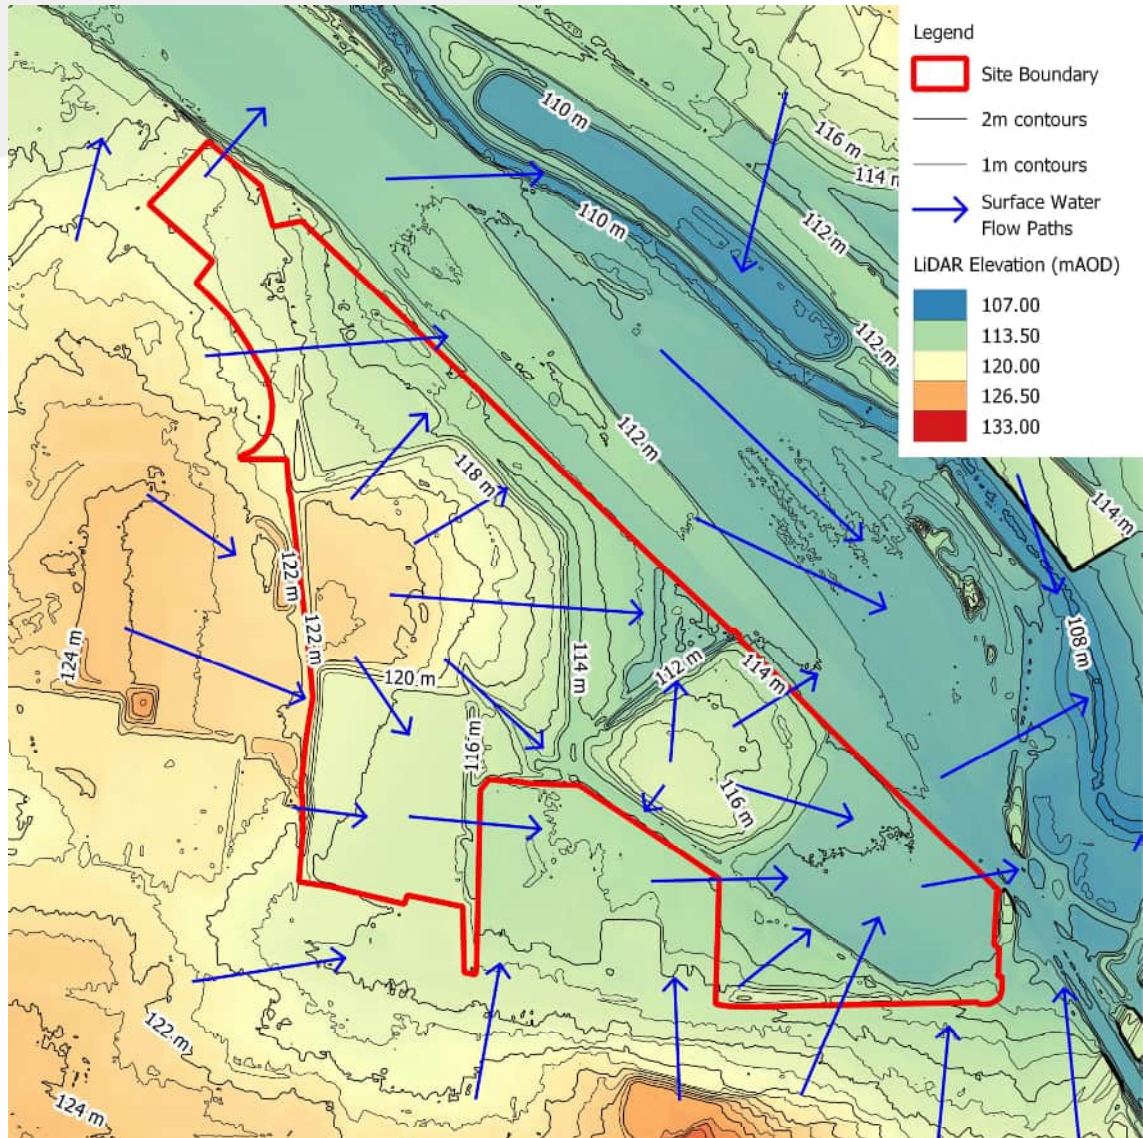 Legend
Site Boundary
2m contours
1m contours
Surface Water
Flow Paths
LiDAR Elevation (mAOD)
107.00
113.50
120.00
126.50
133.00
110 m
116 m
114 m
110 m
112 m
112 m
112 m
118 m
114 m
122 m
122 m
124 m
120 m
114 m
112 m
114 m
108 m
116 m
116 m
122 m
124 m